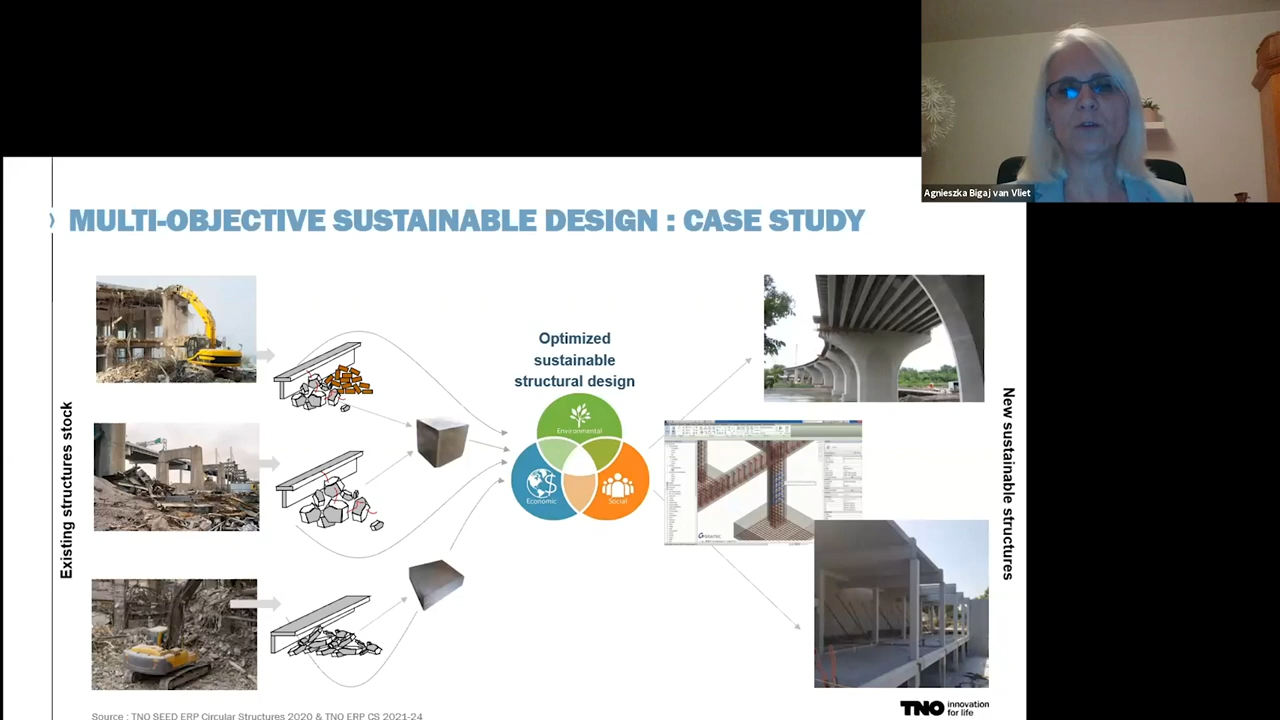 Agnieszka Bigaj van Vliet
MULTI-OBJECTIVE SUSTAINABLE DESIGN : CASE STUDY
Optimized
sustainable
structural design
Environmental
Economic
Social
Existing structures stock
New sustainable structures
Source : TNO SEED ERP Circular Structures 2020 & TNO ERP CS 2021-24
TNO innovation
for life